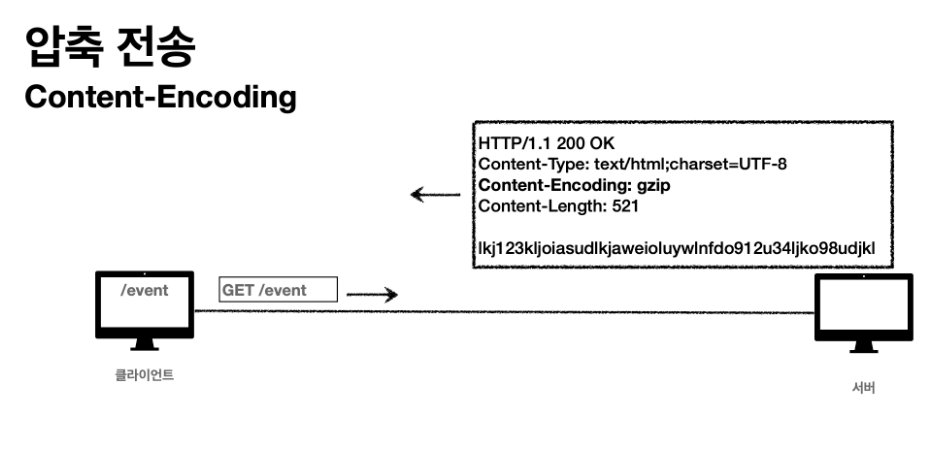 압축 전송
Content-Encoding
HTTP/1.1 200 OK
Content-Type: text/html;charset=UTF-8
Content-Encoding: gzip
Content-Length: 521
lkj123kljoiasudlkjaweioluywlnfdo912u34ljko98udjkl
/event
GET /event
클라이언트
서버